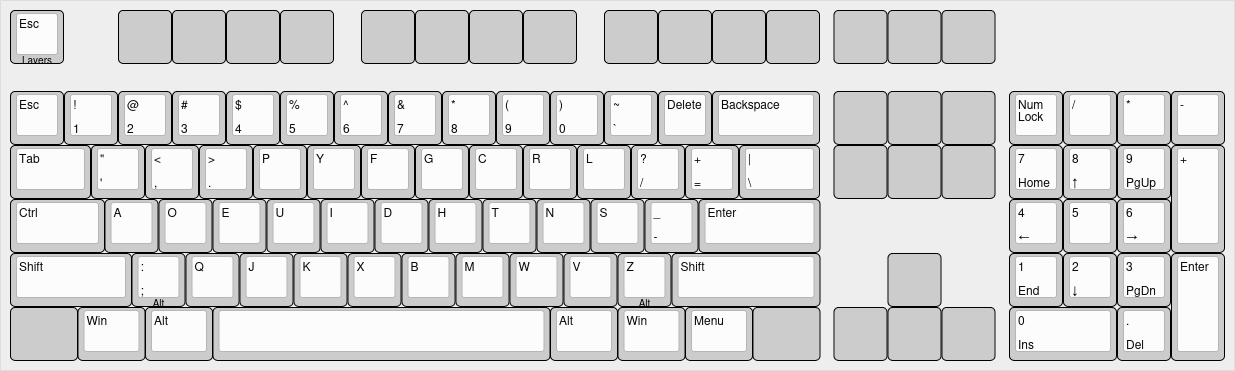 Esc
Layers
Esc ! @ # $ % ^ & * ( ) ~ Delete Backspace Num / * -
1 2 3 4 5 6 7 8 9 0 ` Lock
Tab " < > P Y F G C R L ? + | 7 8 9 +
' , . / = \ Home ↑ PgUp
Ctrl A O E U I D H T N S _ Enter 4 5 6
- ← →
Shift : Q J K X B M W V Z Shift 1 2 3 Enter
; End ↓ PgDn
Alt Alt
Win Alt Alt Win Menu 0 .
Ins Del